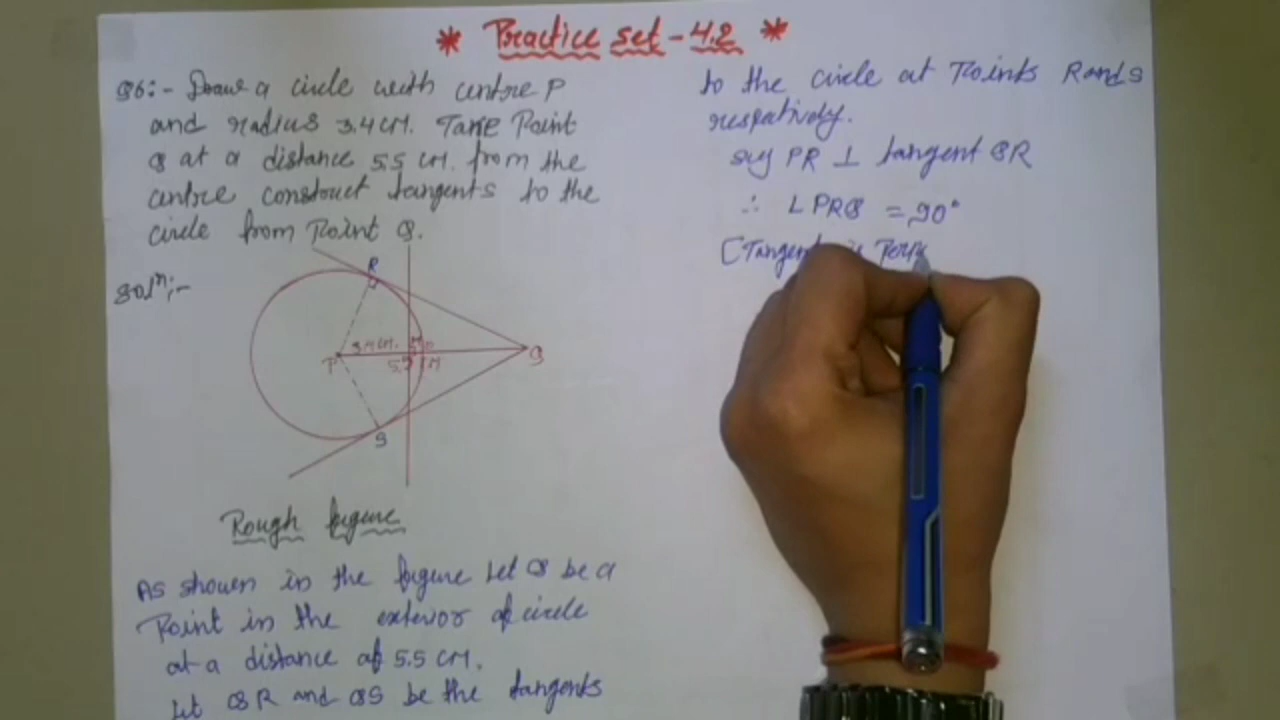 * Practice set - 4.2 *
Q6:- Draw a circle with centre P
and radius 3.4 cm. Take Point
Q at a distance 5.5 cm. from the
centre construct tangents to the
circle from Point Q.
Solⁿ:-
R
3.4 cm.
M
P
5.5 cm
Q
S
Rough figure
As shown in the figure Let Q be a
Point in the exterior of circle
at a distance of 5.5 cm.
Let QR and QS be the tangents
to the circle at Points R and S
respectively.
seg PR ⊥ tangent QR
∴ ∠PRQ = 90°
[Tangent is Perp